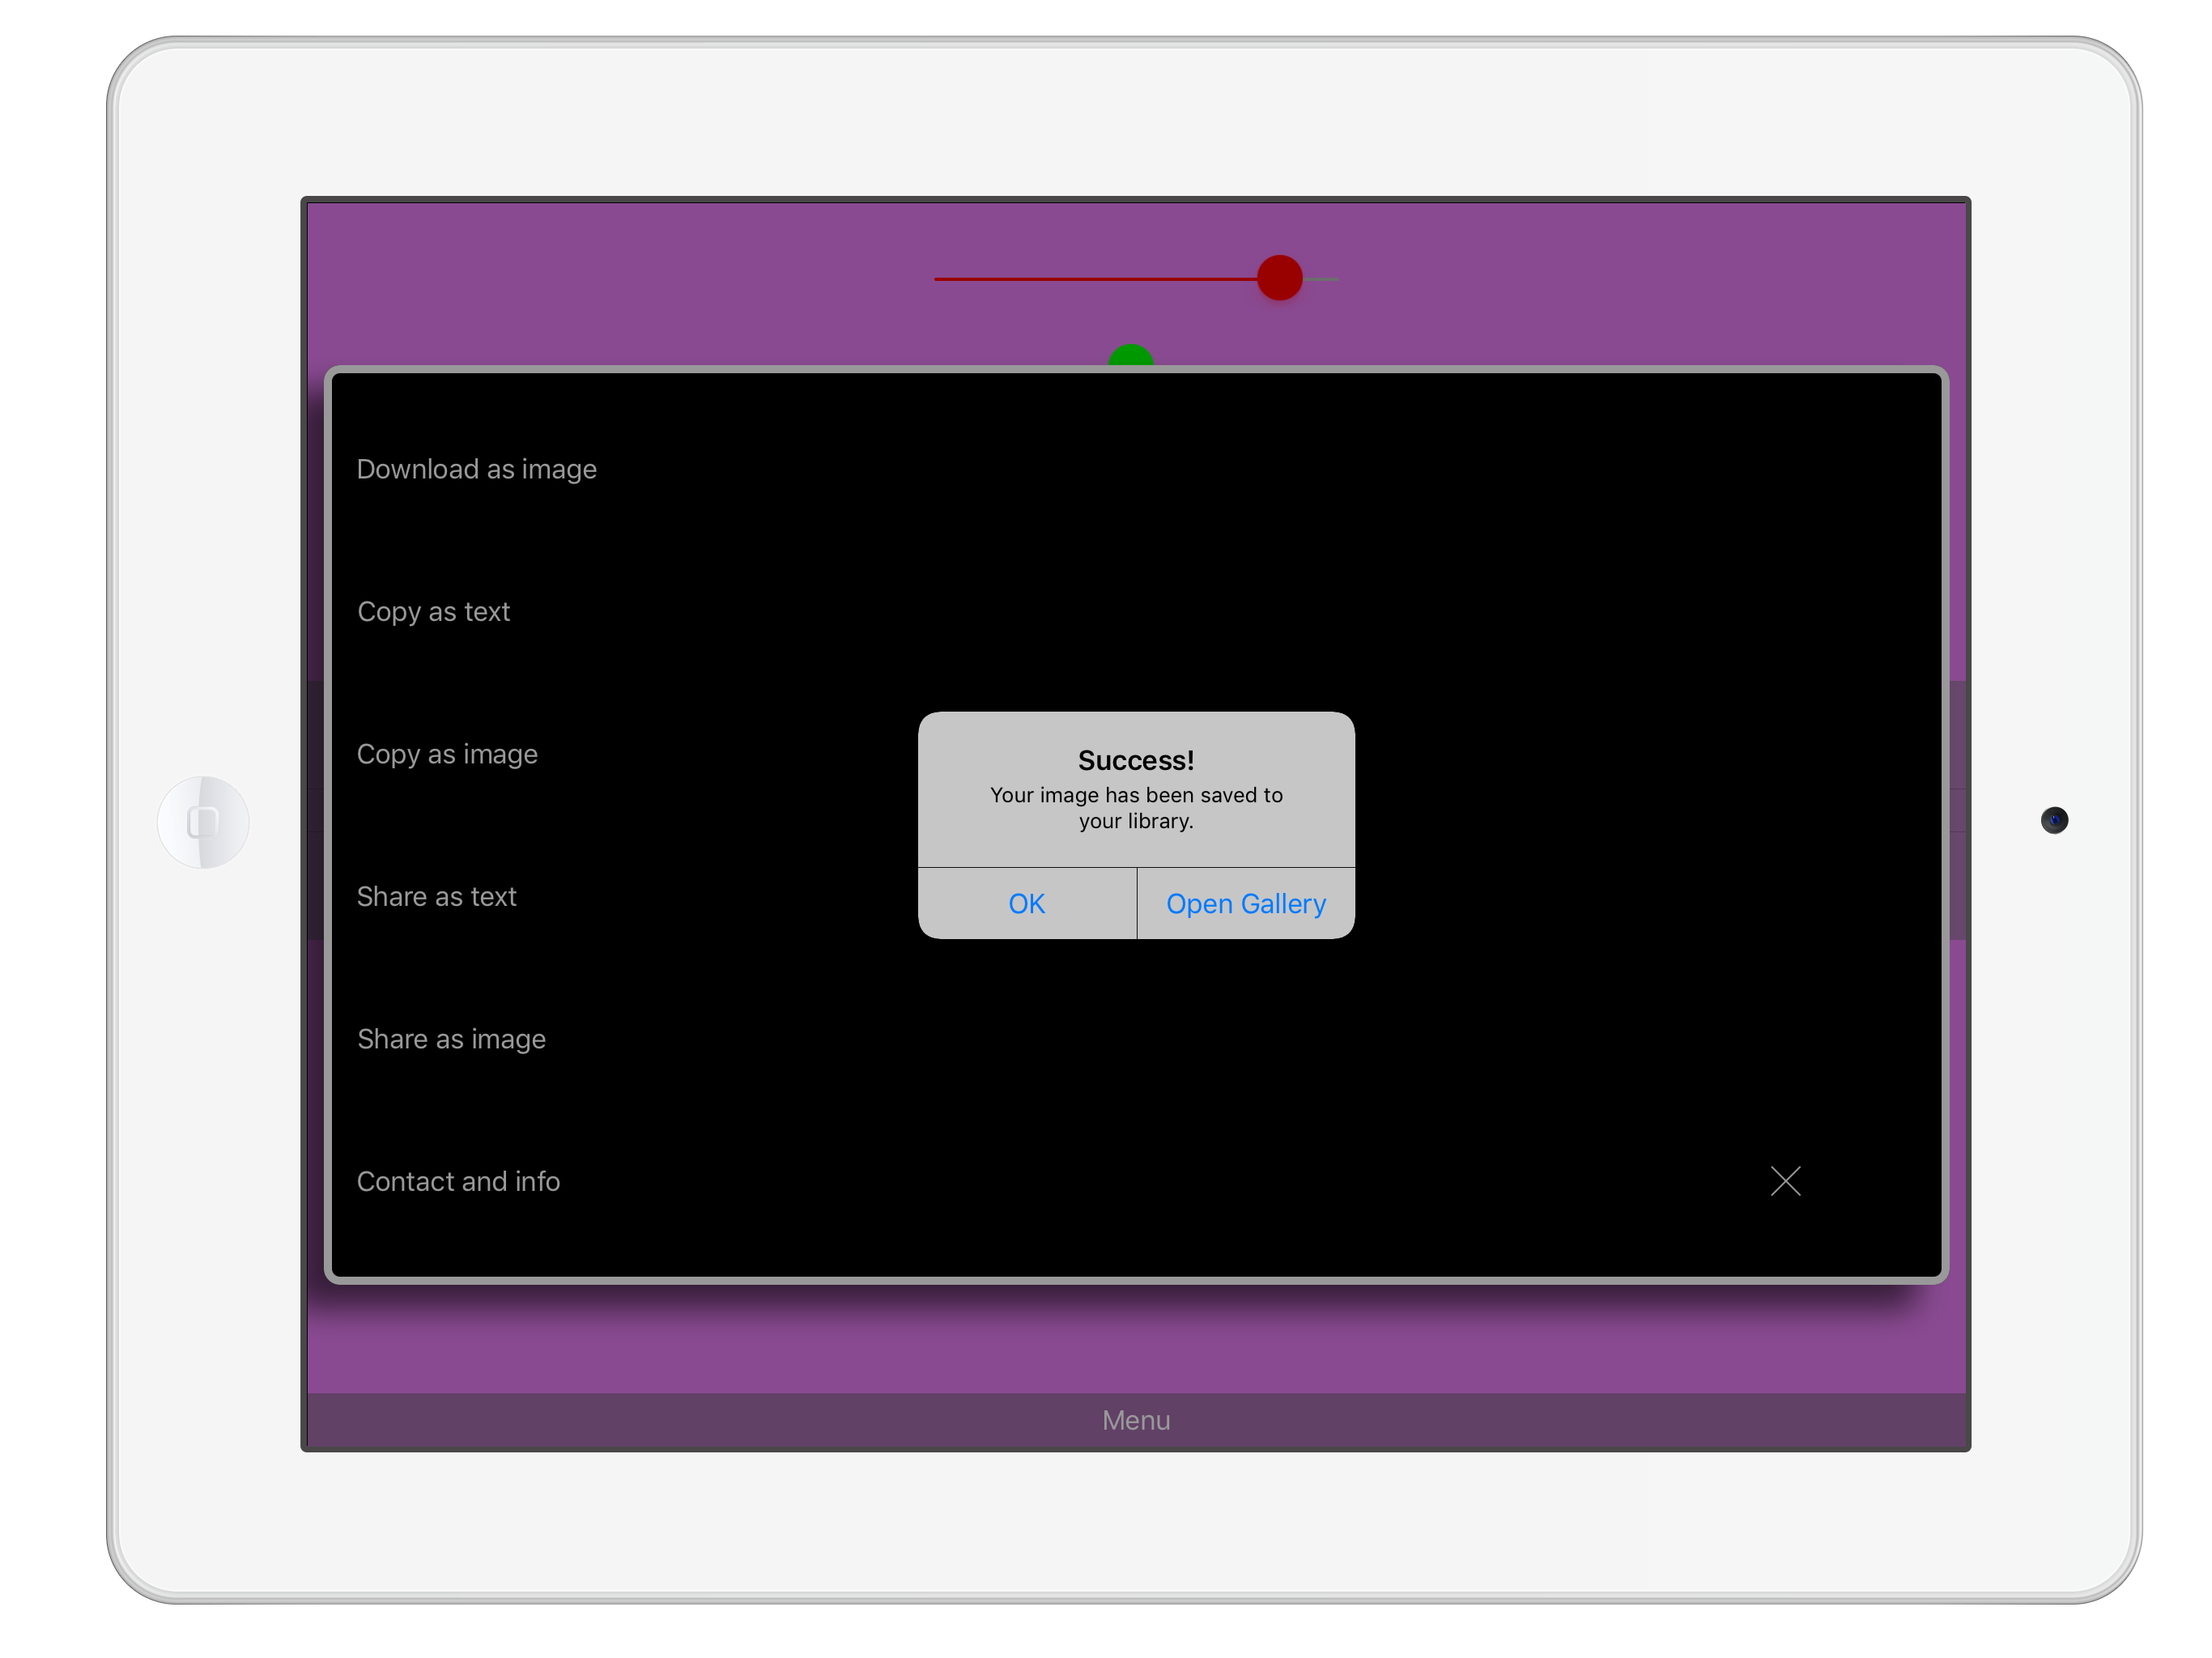 Download as image
Copy as text
Copy as image
Success!
Your image has been saved to
your library.
OK
Open Gallery
Share as text
Share as image
Contact and info
Menu